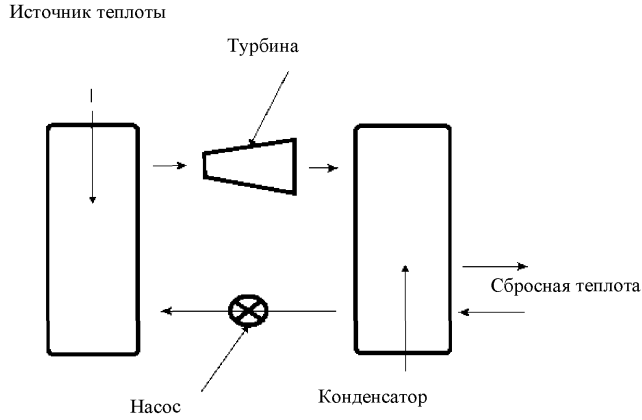 Источник теплоты
Турбина
Сбросная теплота
Конденсатор
Насос